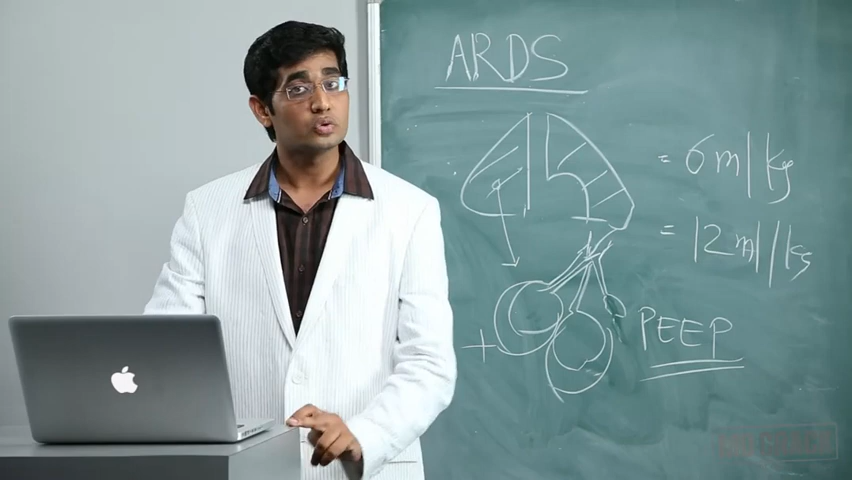 ARDS
= 6 ml/kg
= 12 ml/kg
+
PEEP